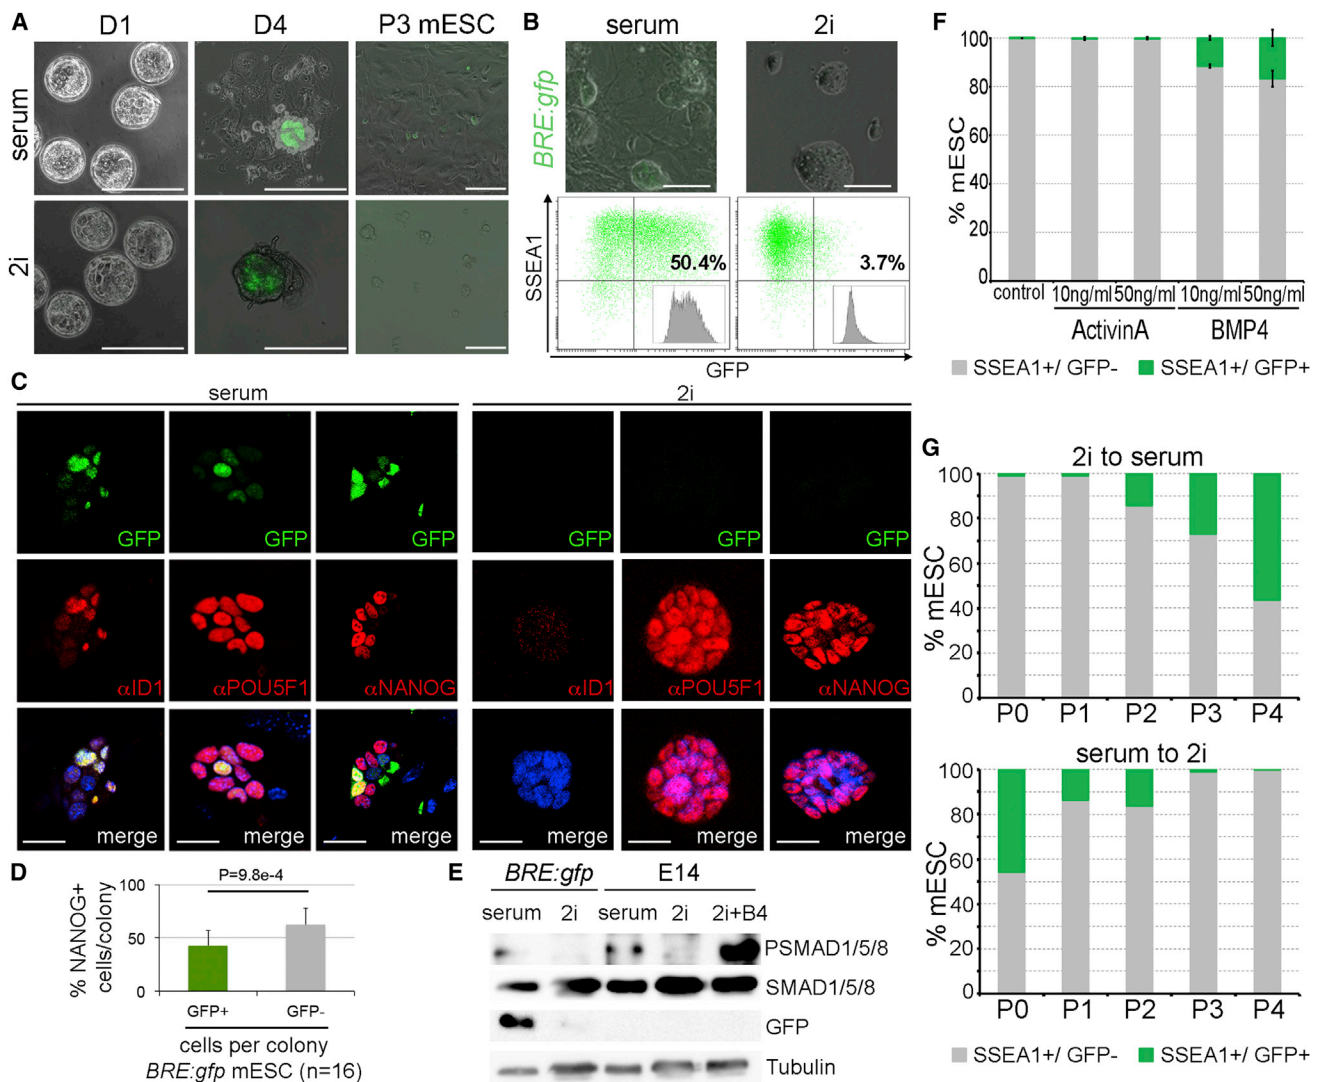 A
D1
D4
P3 mESC
serum
2i
B
serum
2i
BRE:gfp
SSEA1
50.4%
3.7%
GFP
C
serum
2i
GFP
GFP
GFP
GFP
GFP
GFP
αID1
αPOU5F1
αNANOG
αID1
αPOU5F1
αNANOG
merge
merge
merge
merge
merge
merge
D
% NANOG+
cells/colony
100
50
0
P=9.8e-4
GFP+
GFP-
cells per colony
BRE:gfp mESC (n=16)
E
BRE:gfp
E14
serum
2i
serum
2i
2i+B4
PSMAD1/5/8
SMAD1/5/8
GFP
Tubulin
F
% mESC
100
80
60
40
20
0
control
10ng/ml
50ng/ml
10ng/ml
50ng/ml
ActivinA
BMP4
SSEA1+/ GFP-
SSEA1+/ GFP+
G
2i to serum
% mESC
100
80
60
40
20
0
P0
P1
P2
P3
P4
serum to 2i
% mESC
100
80
60
40
20
0
P0
P1
P2
P3
P4
SSEA1+/ GFP-
SSEA1+/ GFP+